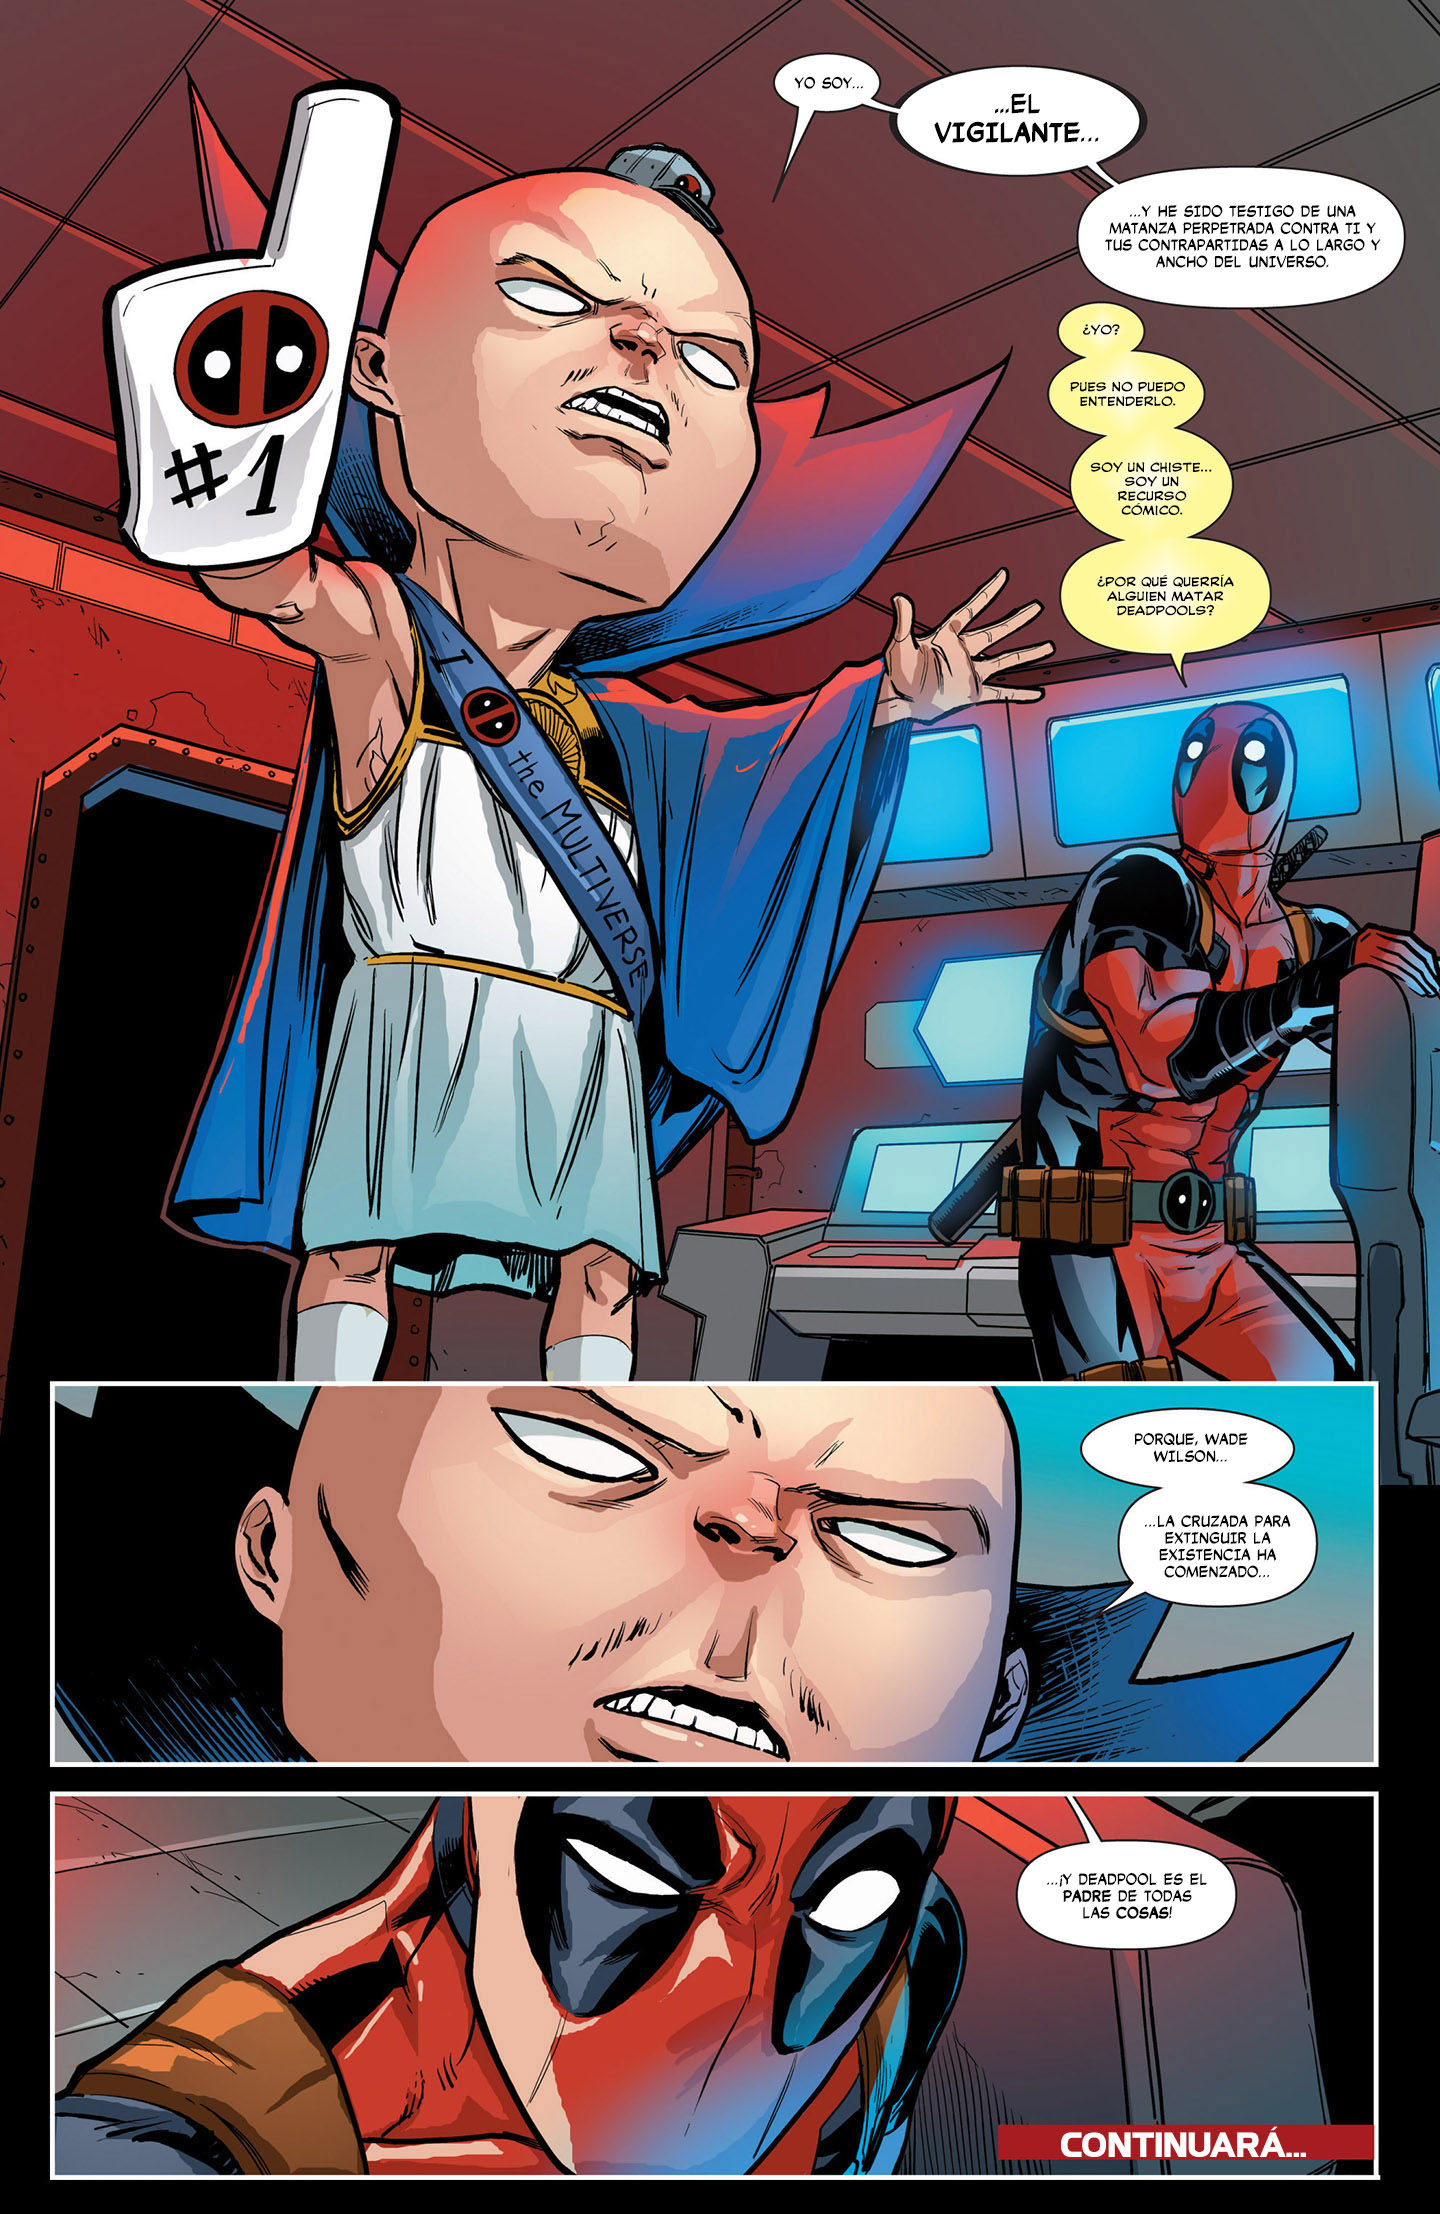 YO SOY...
...EL
VIGILANTE...
...Y HE SIDO TESTIGO DE UNA
MATANZA PERPETRADA CONTRA TI Y
TUS CONTRAPARTIDAS A LO LARGO Y
ANCHO DEL UNIVERSO.
¿YO?
PUES NO PUEDO
ENTENDERLO.
SOY UN CHISTE...
SOY UN
RECURSO
CÓMICO.
¿POR QUÉ QUERRÍA
ALGUIEN MATAR
DEADPOOLS?
#1
I the MULTIVERSE
PORQUE, WADE
WILSON...
...LA CRUZADA PARA
EXTINGUIR LA
EXISTENCIA HA
COMENZADO...
...¡Y DEADPOOL ES EL
PADRE DE TODAS
LAS COSAS!
CONTINUARÁ...